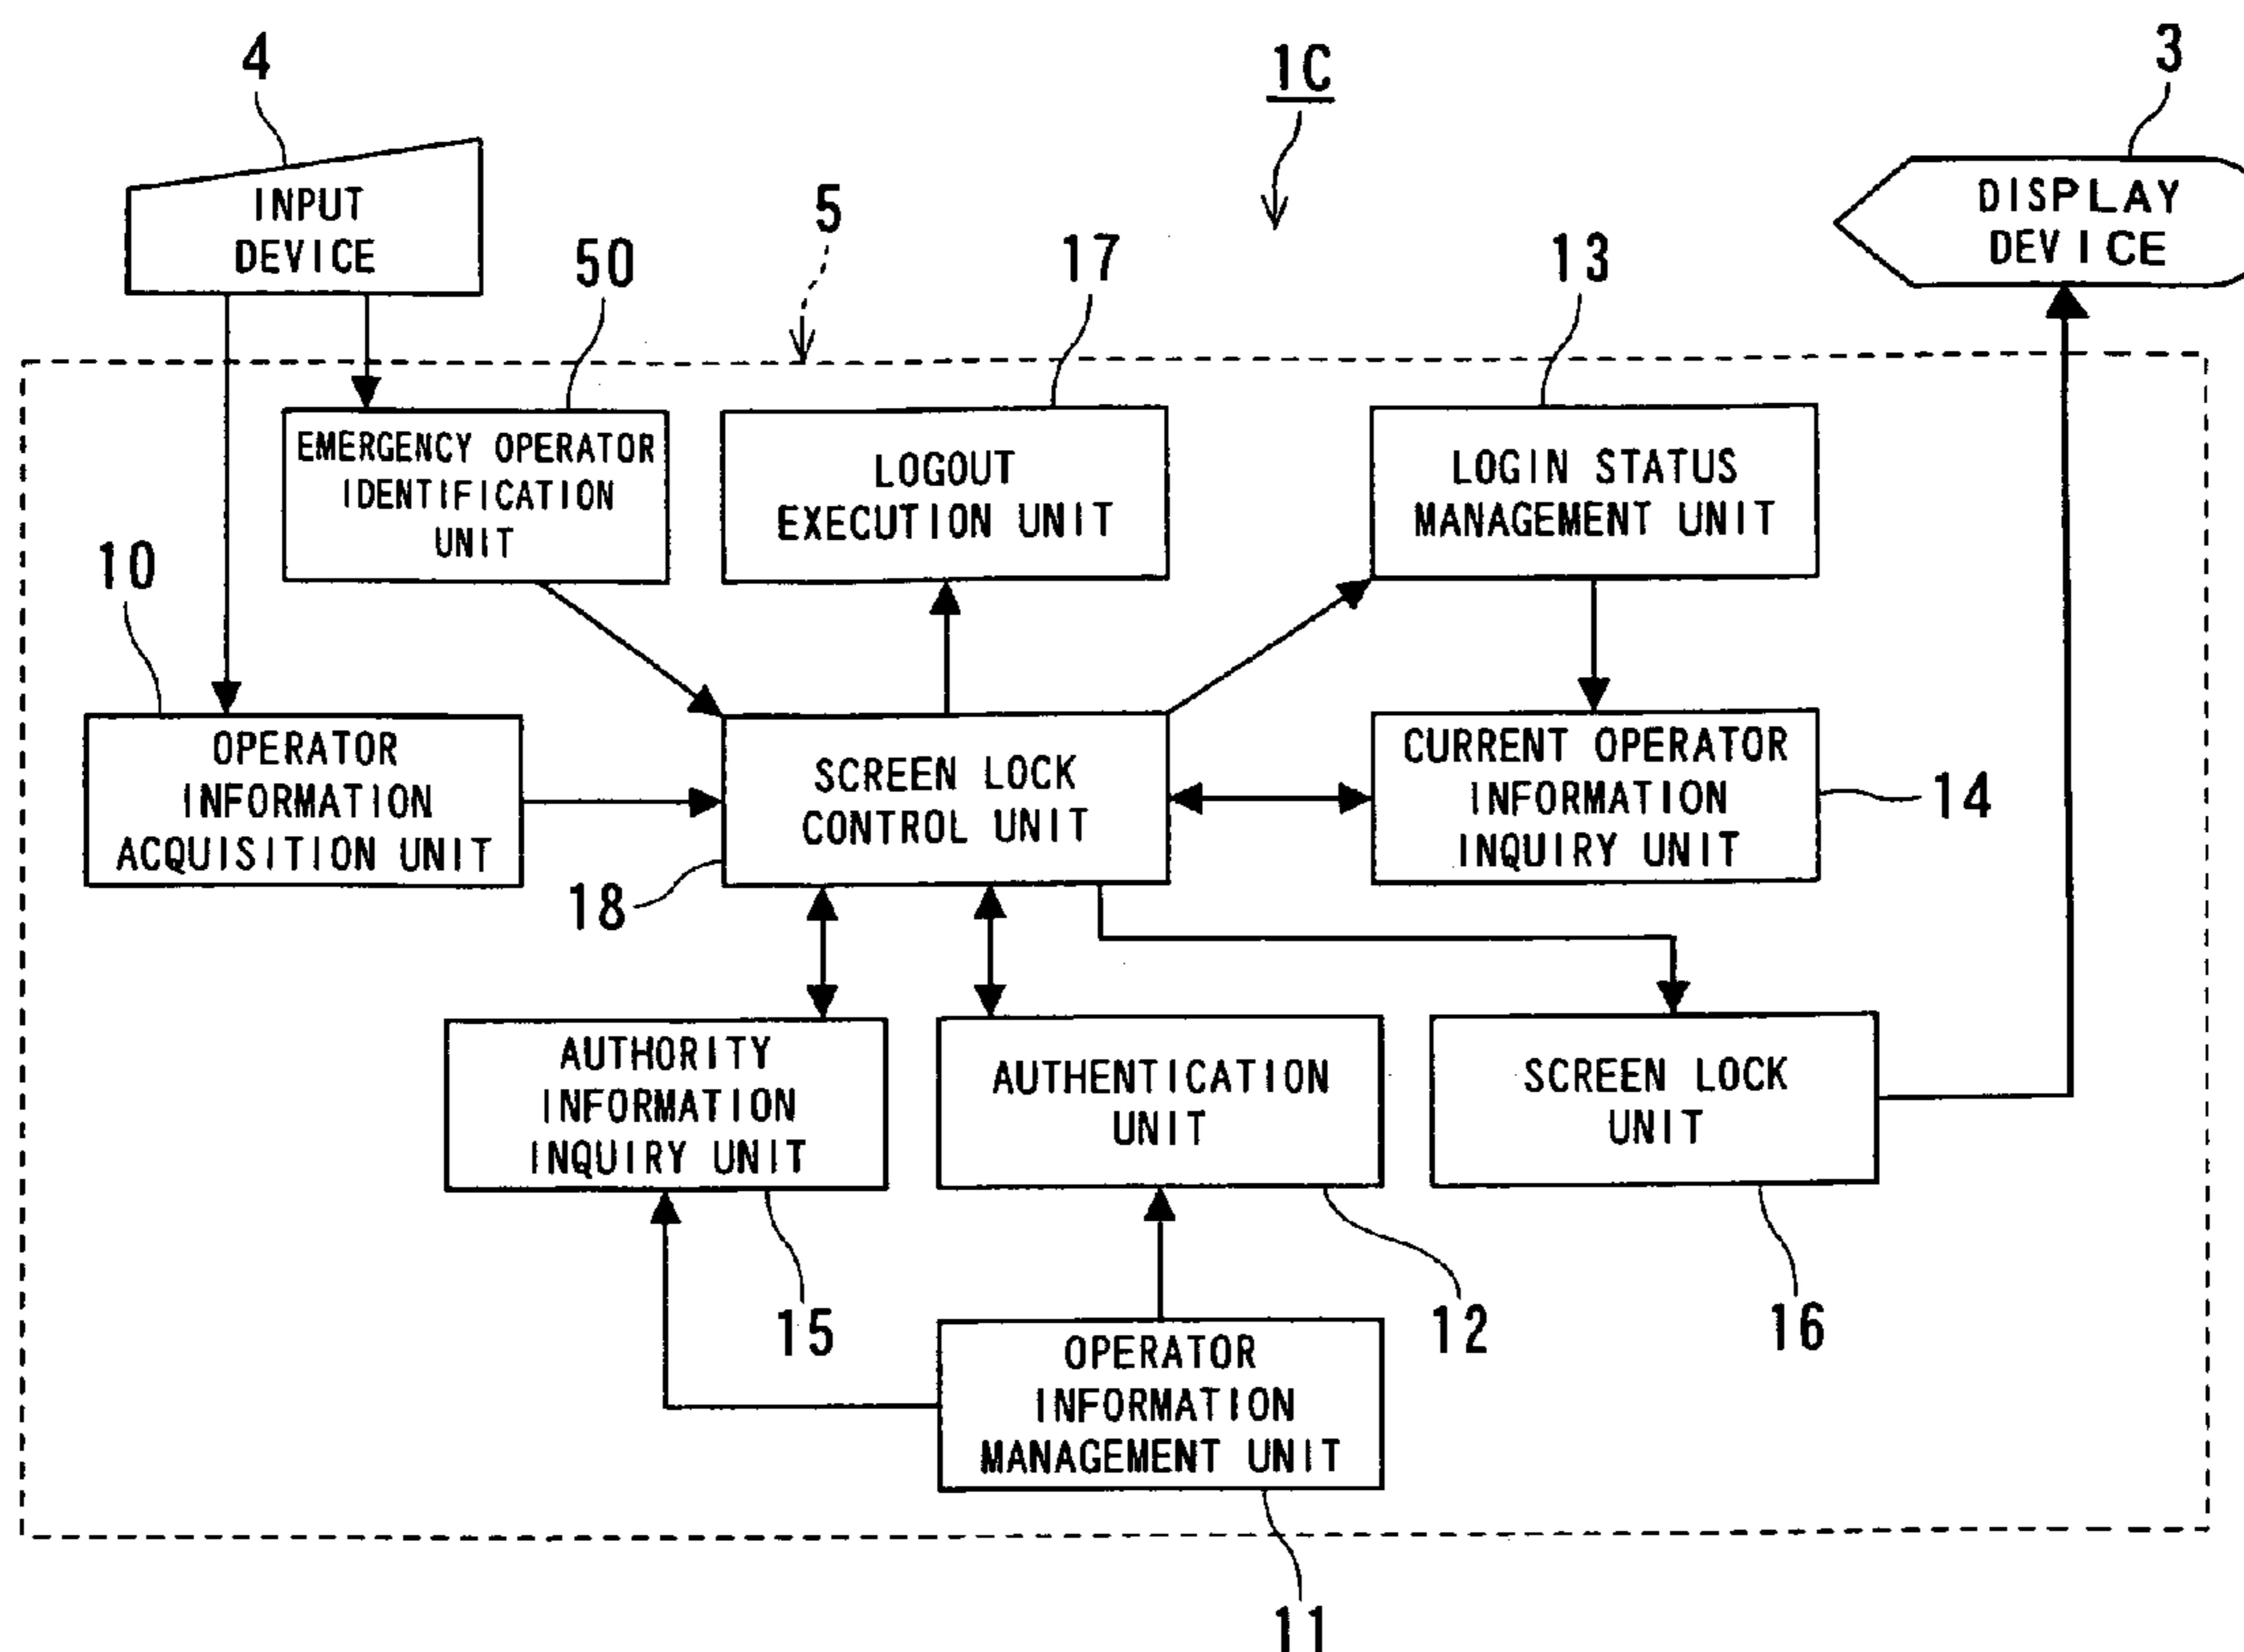 4
1C
3
INPUT
DEVICE
5
50
17
13
DISPLAY
DEVICE
EMERGENCY OPERATOR
IDENTIFICATION
UNIT
LOGOUT
EXECUTION UNIT
LOGIN STATUS
MANAGEMENT UNIT
10
OPERATOR
INFORMATION
ACQUISITION UNIT
SCREEN LOCK
CONTROL UNIT
18
CURRENT OPERATOR
INFORMATION
INQUIRY UNIT
14
AUTHORITY
INFORMATION
INQUIRY UNIT
AUTHENTICATION
UNIT
SCREEN LOCK
UNIT
15
12
16
OPERATOR
INFORMATION
MANAGEMENT UNIT
11